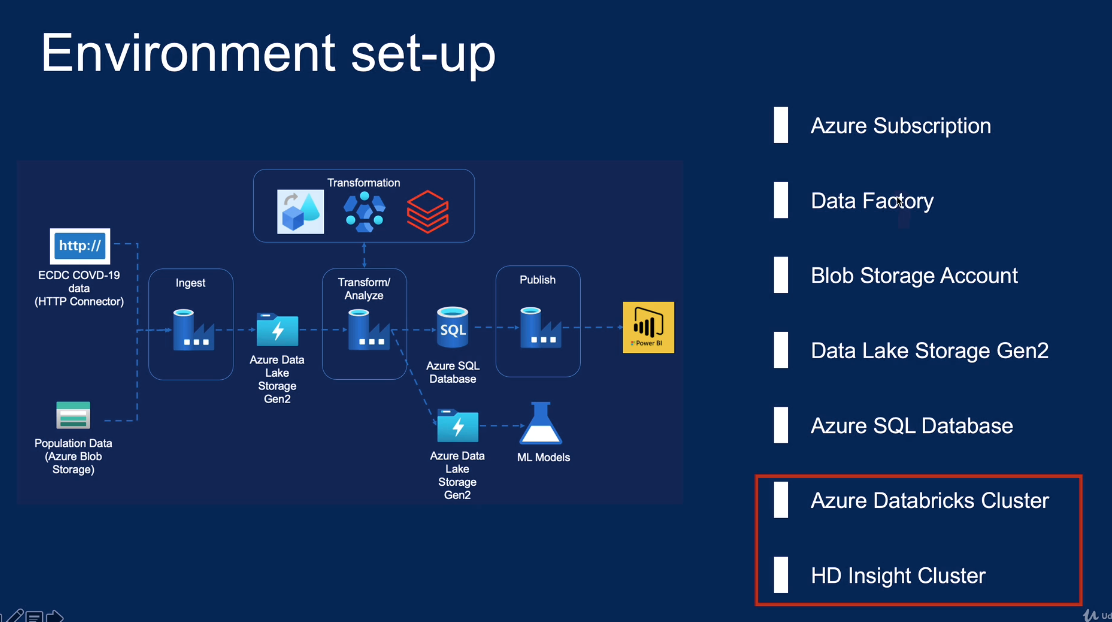 Environment set-up
Transformation
http://
ECDC COVD-19
data
(HTTP Connector)
Ingest
Transform/
Analyze
Publish
SQL
Power BI
Azure Data
Lake
Storage
Gen2
Azure SQL
Database
Population Data
(Azure Blob
Storage)
Azure Data
Lake
Storage
Gen2
ML Models
Azure Subscription
Data Factory
Blob Storage Account
Data Lake Storage Gen2
Azure SQL Database
Azure Databricks Cluster
HD Insight Cluster